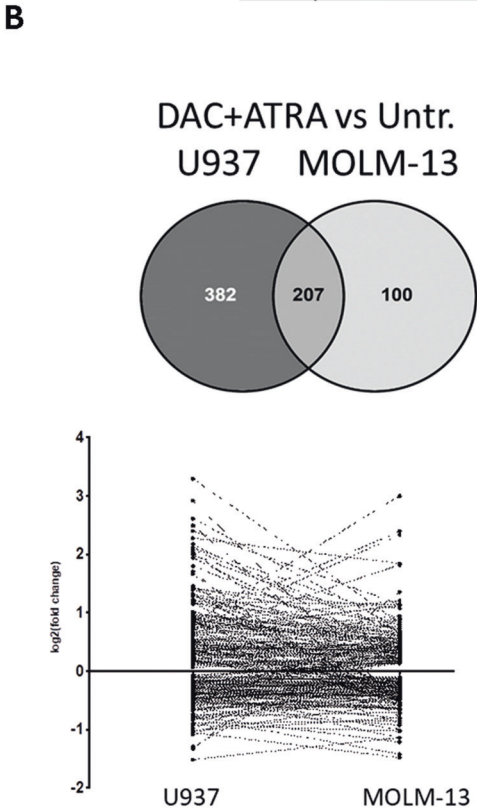 B
DAC+ATRA vs Untr.
U937 MOLM-13
382 207 100
4
3
2
1
0
-1
-2
log2(fold change)
U937 MOLM-13